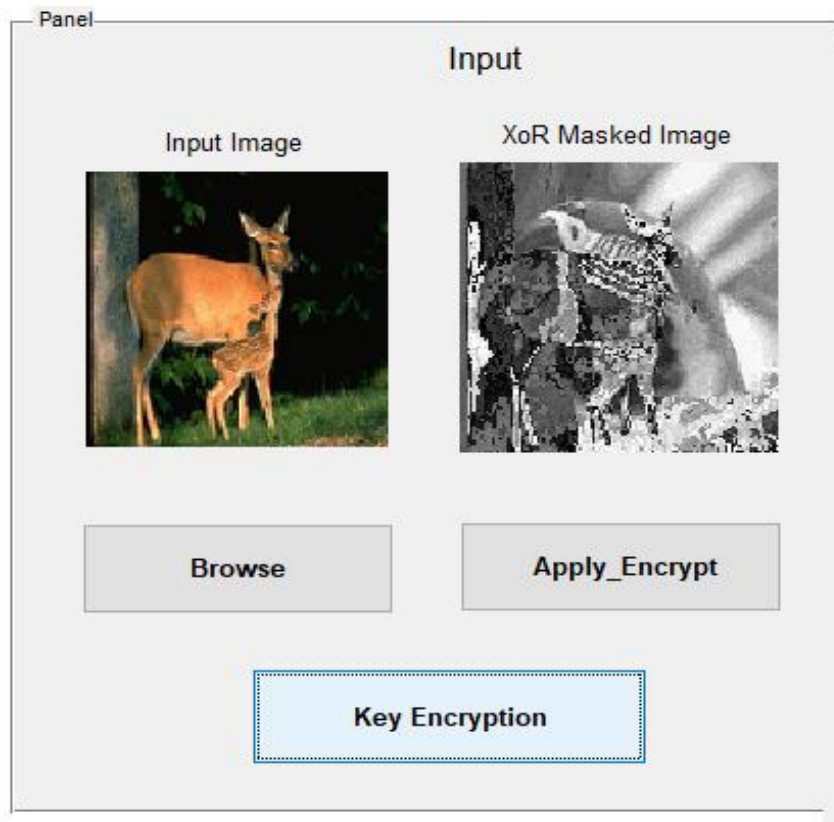 Panel
Input
Input Image
XoR Masked Image
Browse
Apply_Encrypt
Key Encryption